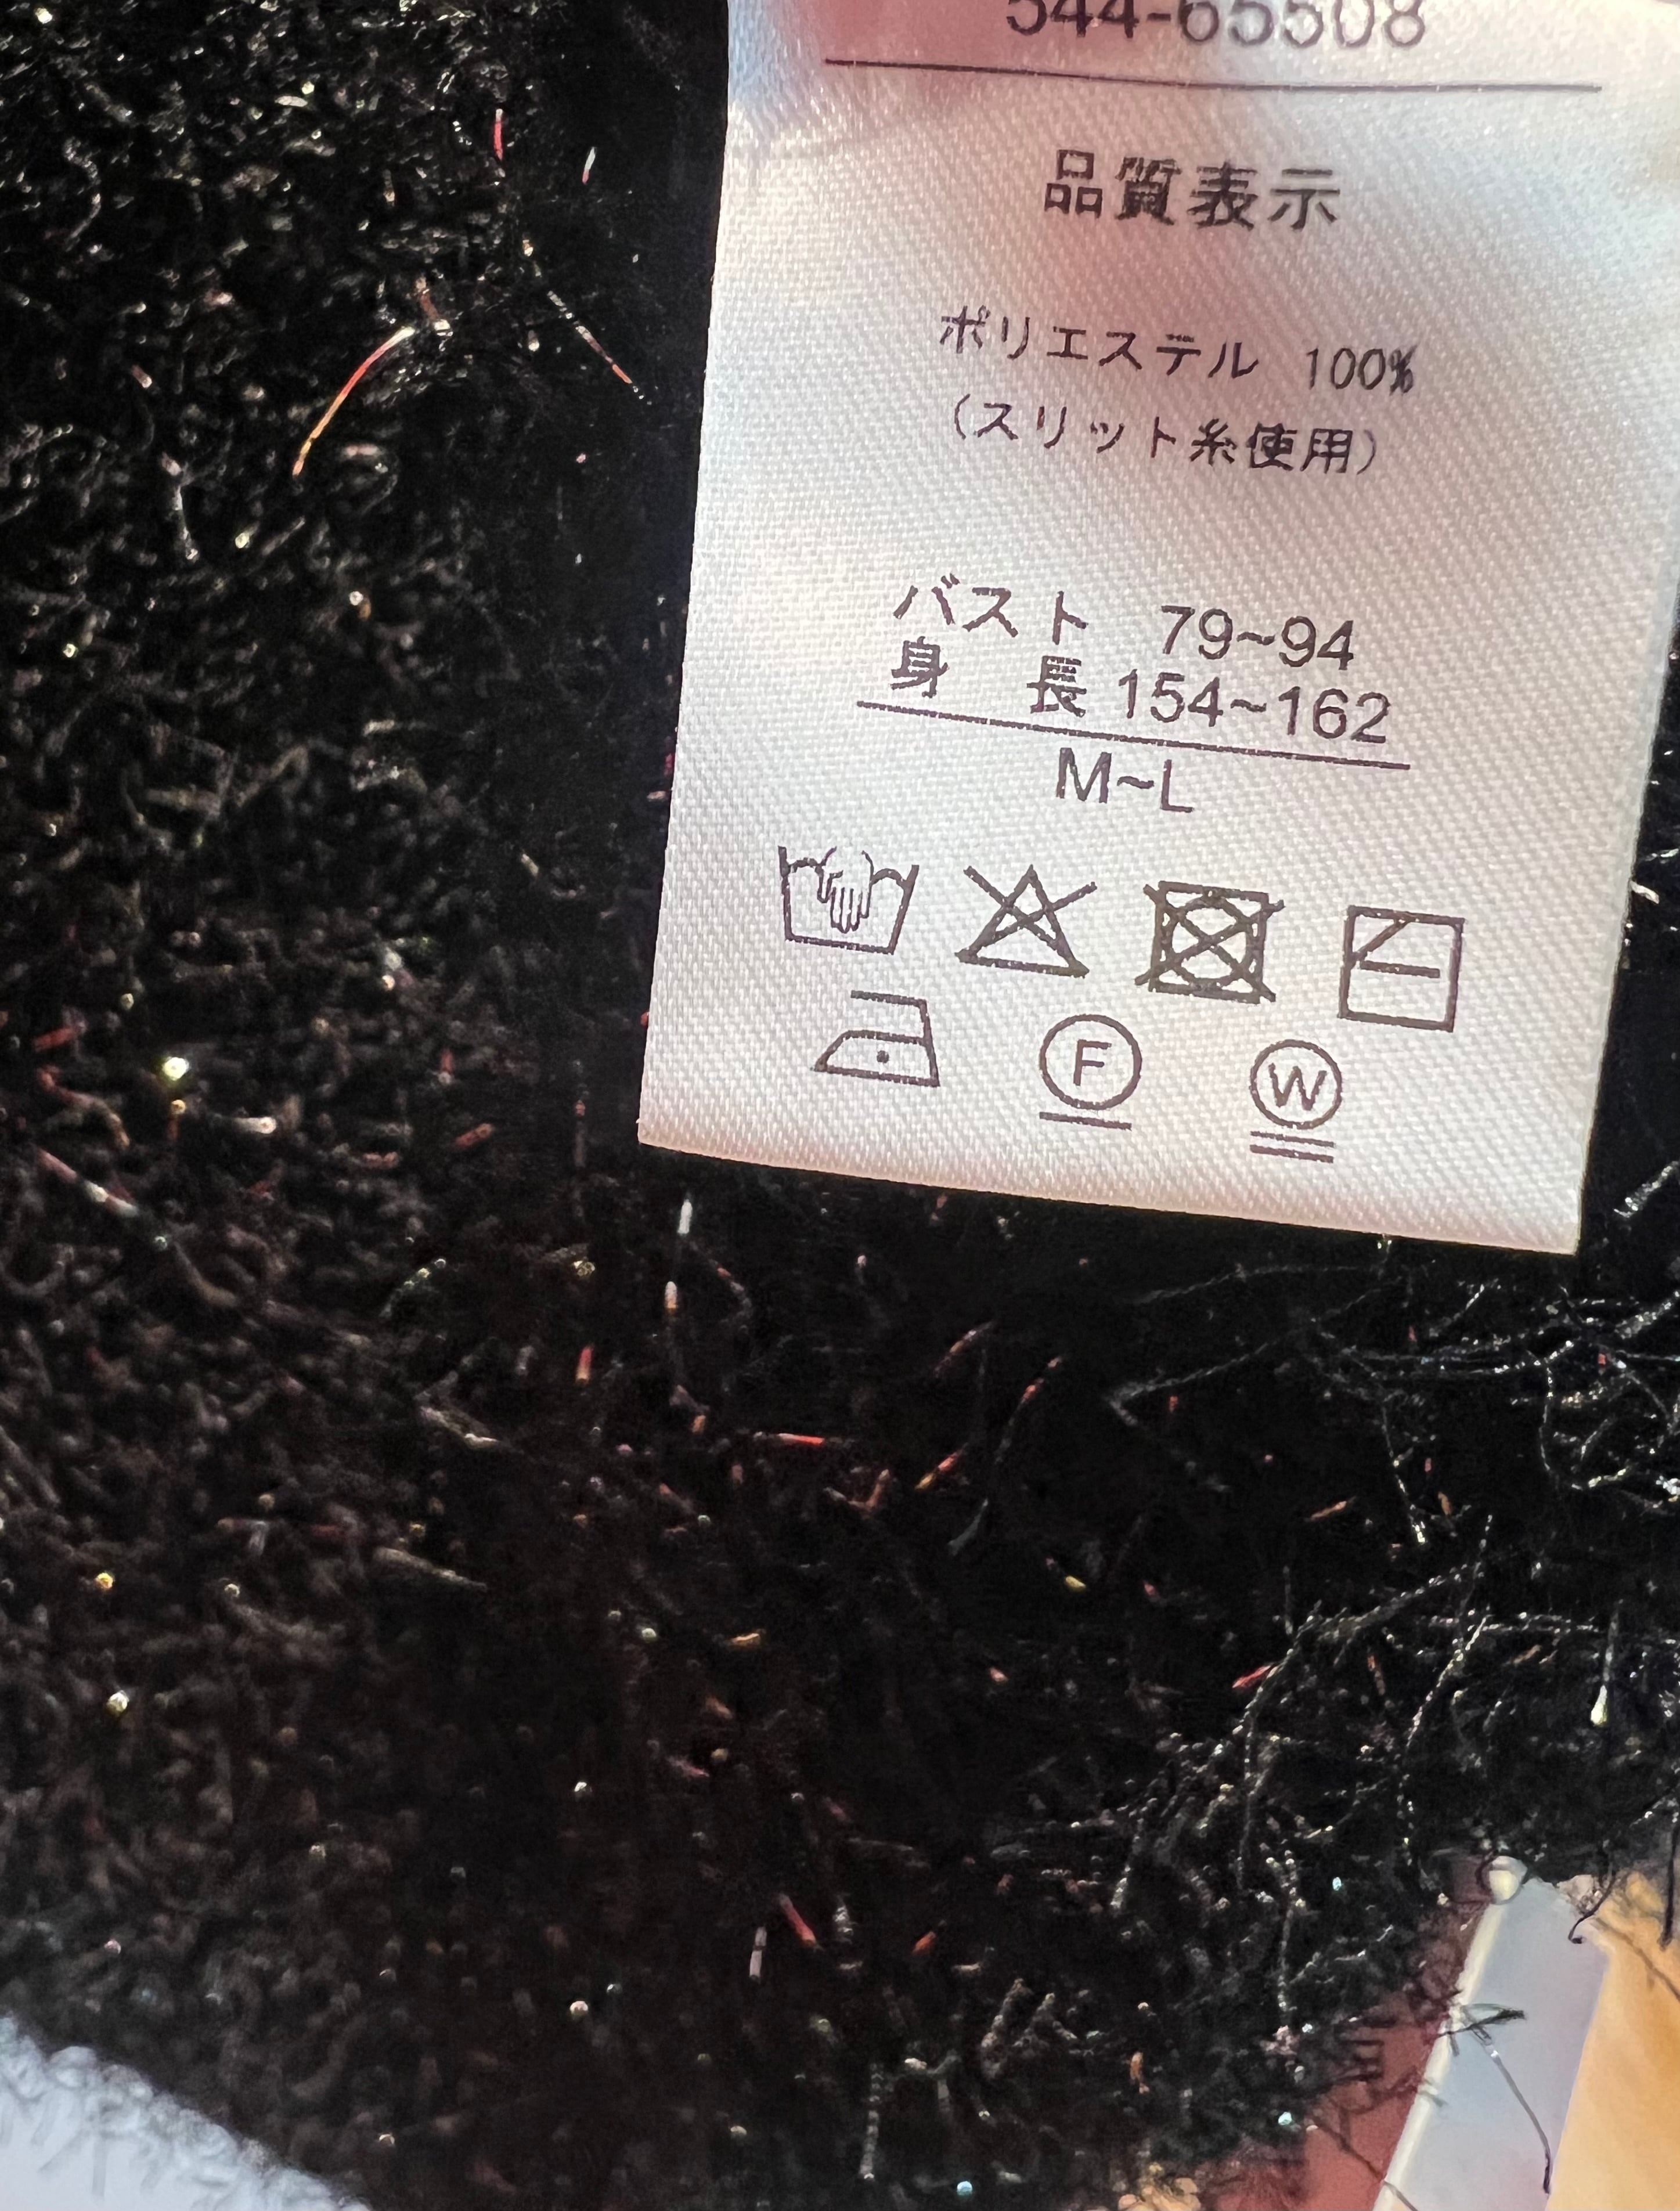 544-65508
品質表示
ポリエステル 100%
(スリット糸使用)
バスト 79~94
身 長 154~162
M~L
F W